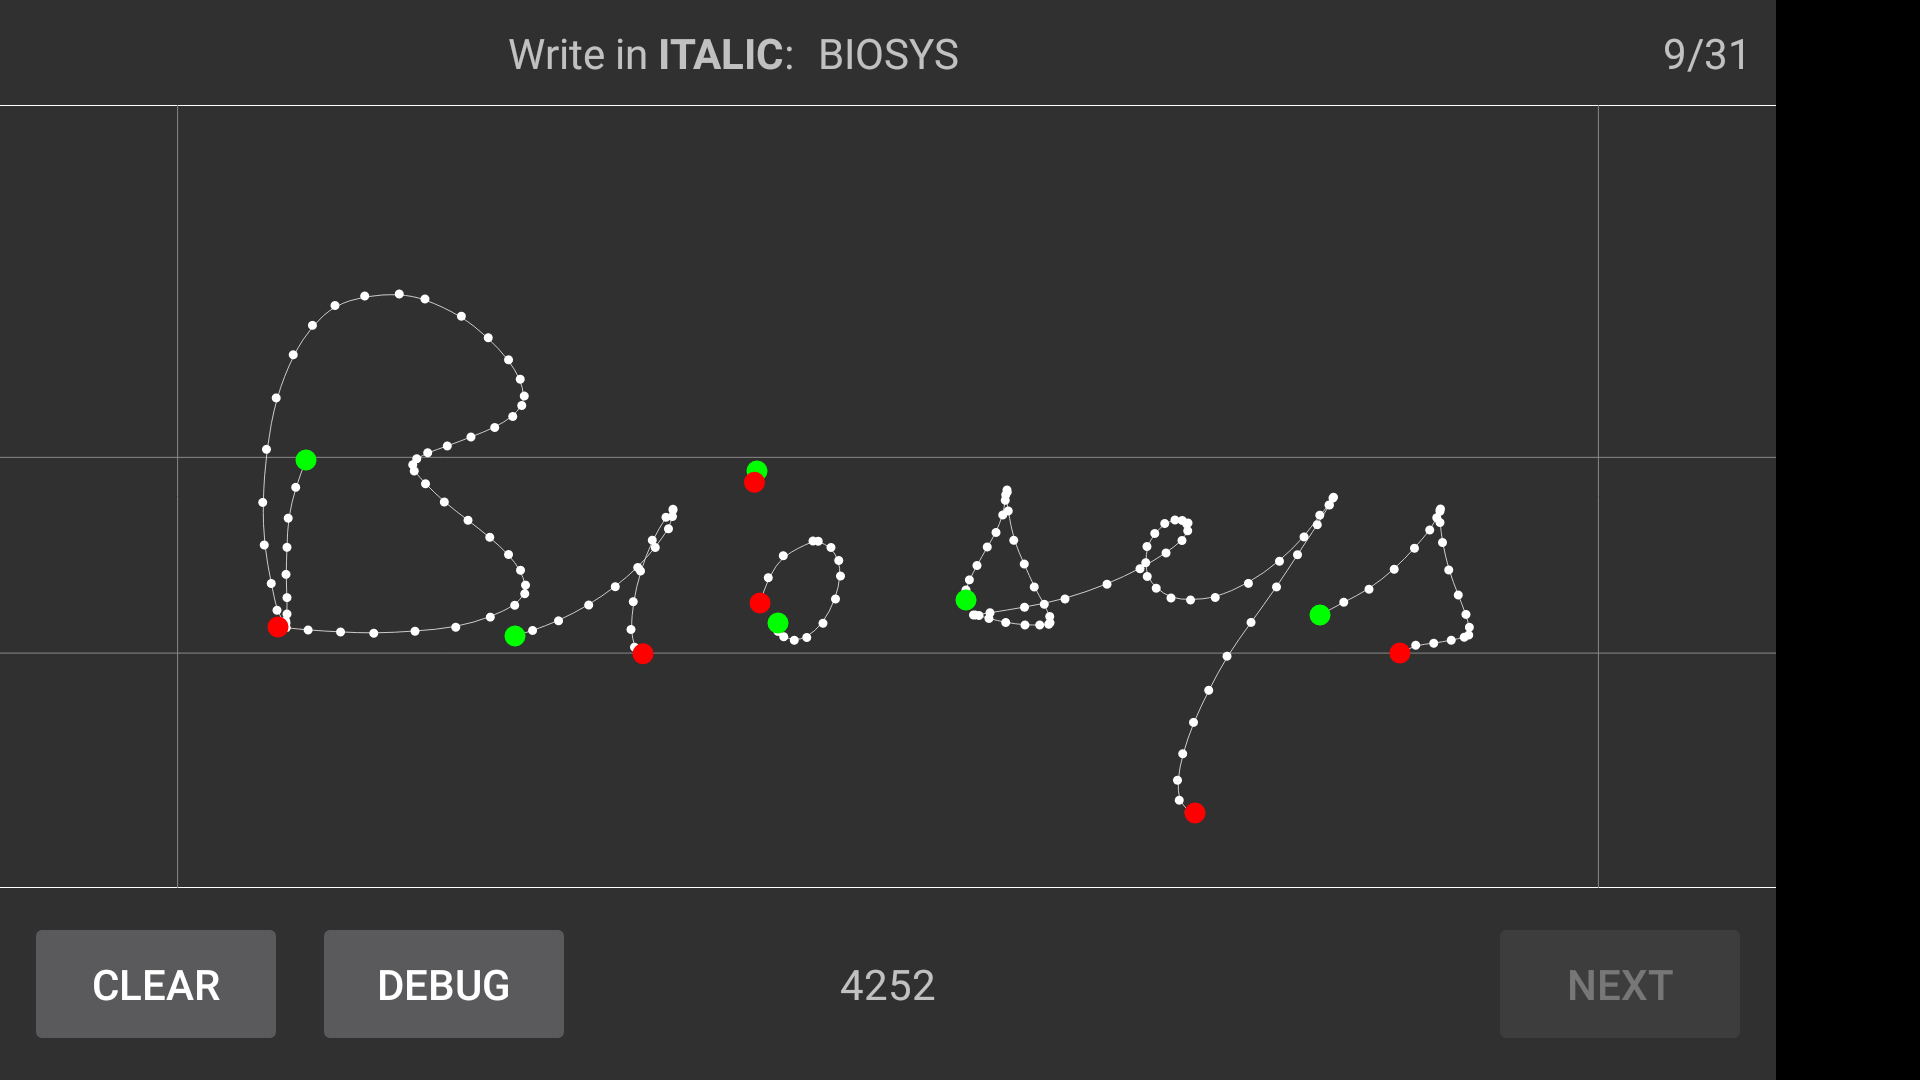 Write in ITALIC: BIOSYS
9/31
Biosys
CLEAR
DEBUG
4252
NEXT